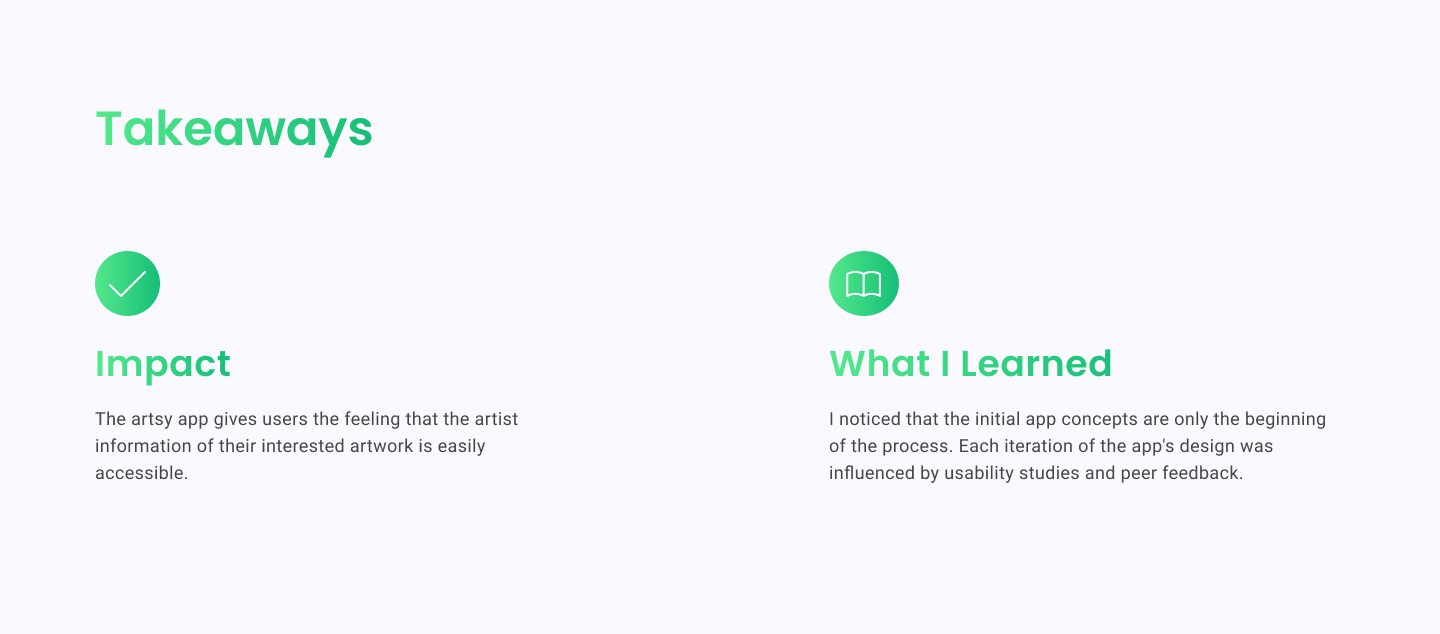 Takeaways
Impact
The artsy app gives users the feeling that the artist
information of their interested artwork is easily
accessible.
What I Learned
I noticed that the initial app concepts are only the beginning
of the process. Each iteration of the app's design was
influenced by usability studies and peer feedback.